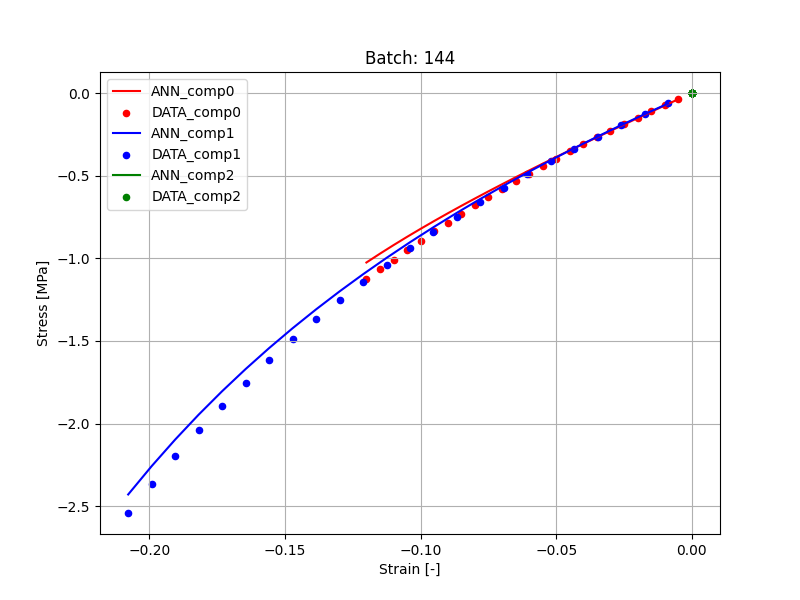 Batch: 144
ANN_comp0
DATA_comp0
ANN_comp1
DATA_comp1
ANN_comp2
DATA_comp2
0.0
−0.5
−1.0
−1.5
−2.0
−2.5
Stress [MPa]
−0.20
−0.15
−0.10
−0.05
0.00
Strain [-]